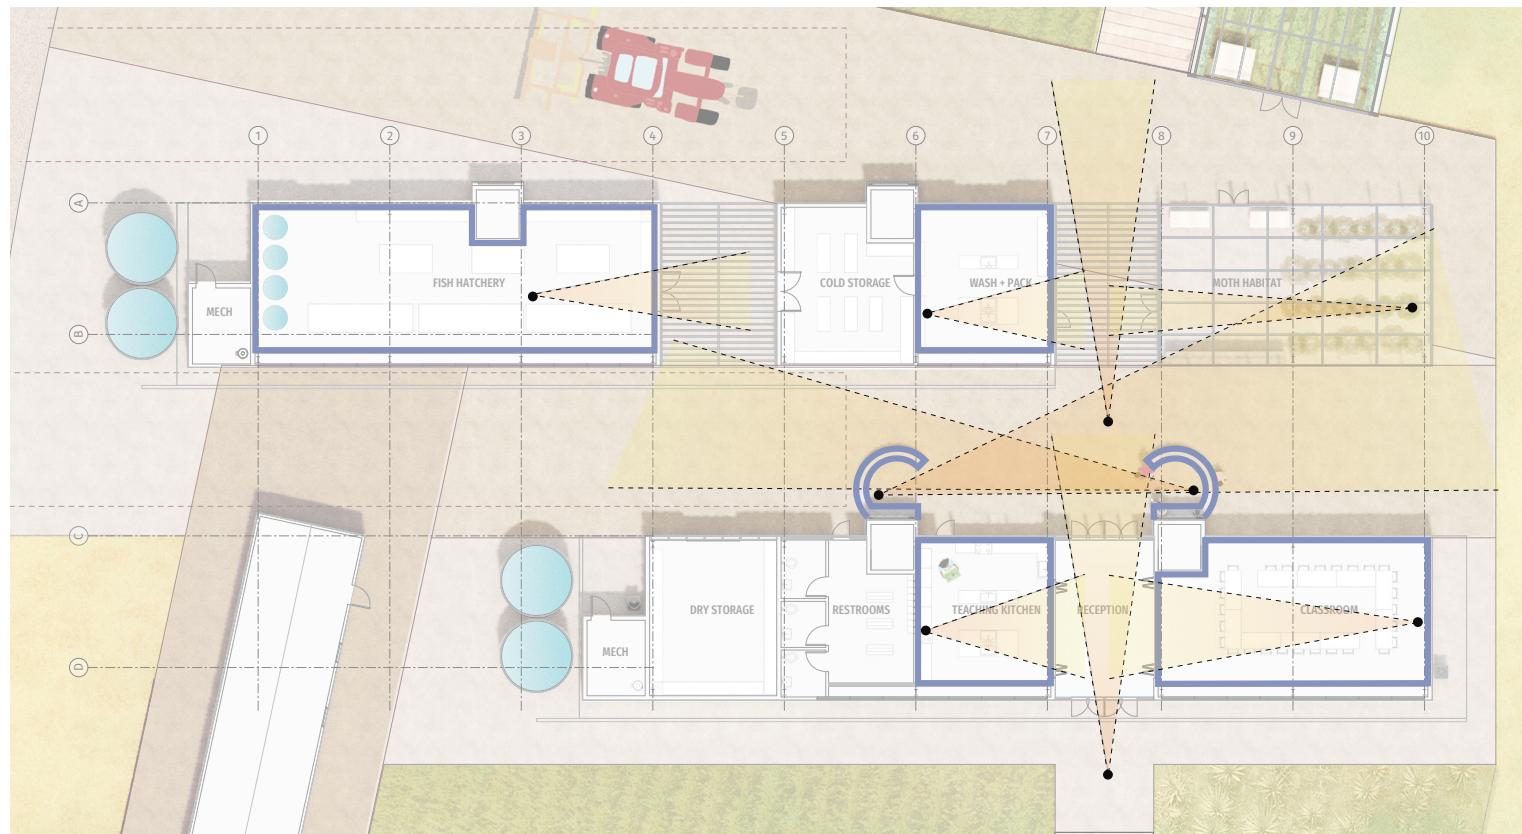 1 2 3 4 5 6 7 8 9 10
A
FISH HATCHERY COLD STORAGE WASH + PACK MOTH HABITAT
MECH
B
C
DRY STORAGE RESTROOMS TEACHING KITCHEN RECEPTION CLASSROOM
MECH
D